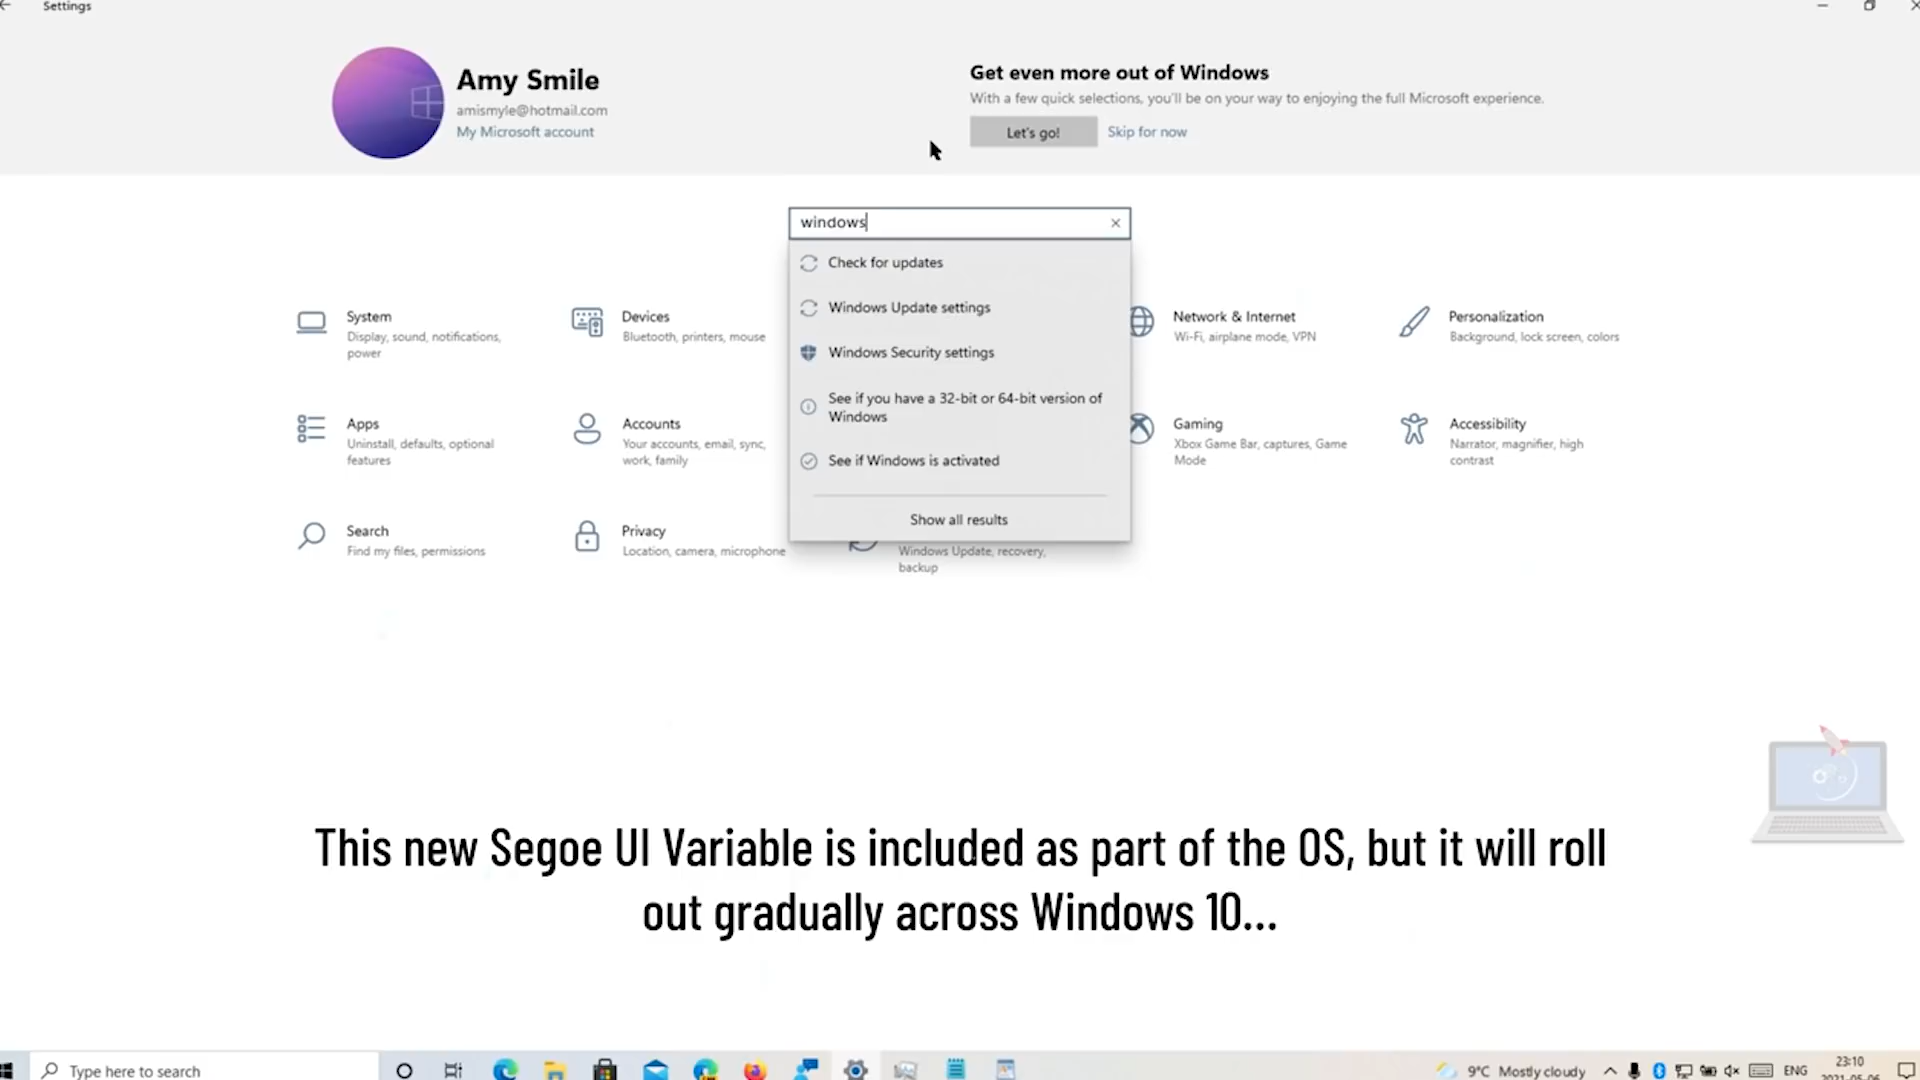 Settings
Amy Smile
amismyle@hotmail.com
My Microsoft account
Get even more out of Windows
With a few quick selections, you'll be on your way to enjoying the full Microsoft experience.
Let's go!
Skip for now
windows
Check for updates
Windows Update settings
Windows Security settings
See if you have a 32-bit or 64-bit version of
Windows
See if Windows is activated
Show all results
System
Display, sound, notifications,
power
Devices
Bluetooth, printers, mouse
Network & Internet
Wi-Fi, airplane mode, VPN
Personalization
Background, lock screen, colors
Apps
Uninstall, defaults, optional
features
Accounts
Your accounts, email, sync,
work, family
Gaming
Xbox Game Bar, captures, Game
Mode
Accessibility
Narrator, magnifier, high
contrast
Search
Find my files, permissions
Privacy
Location, camera, microphone
Windows Update, recovery,
backup
This new Segoe UI Variable is included as part of the OS, but it will roll
out gradually across Windows 10...
Type here to search
9°C Mostly cloudy
ENG
23:10
2021-05-06